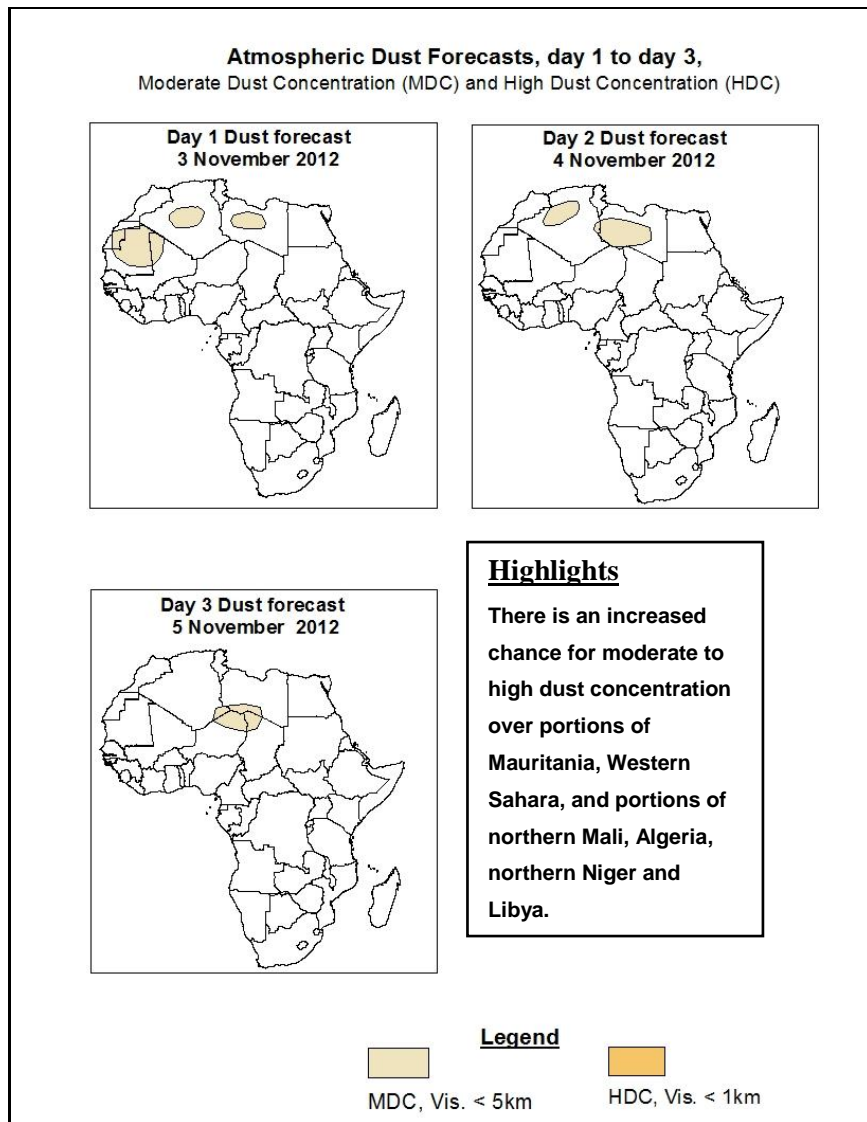 Atmospheric Dust Forecasts, day 1 to day 3,
Moderate Dust Concentration (MDC) and High Dust Concentration (HDC)
Day 1 Dust forecast
3 November 2012
Day 2 Dust forecast
4 November 2012
Day 3 Dust forecast
5 November 2012
Highlights
There is an increased
chance for moderate to
high dust concentration
over portions of
Mauritania, Western
Sahara, and portions of
northern Mali, Algeria,
northern Niger and
Libya.
Legend
MDC, Vis. < 5km
HDC, Vis. < 1km